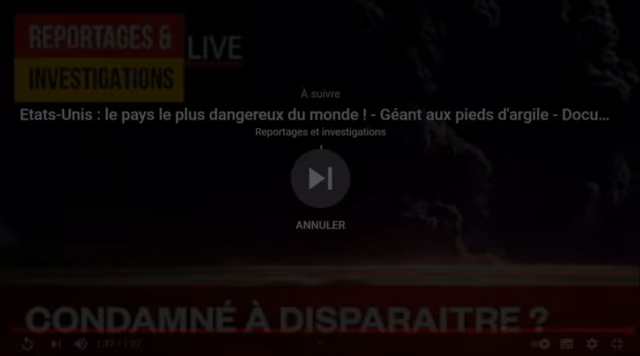 REPORTAGES &
INVESTIGATIONS
LIVE
À suivre
Etats-Unis : le pays le plus dangereux du monde ! - Géant aux pieds d'argile - Docu...
Reportages et investigations
ANNULER
CONDAMNÉ À DISPARAITRE ?